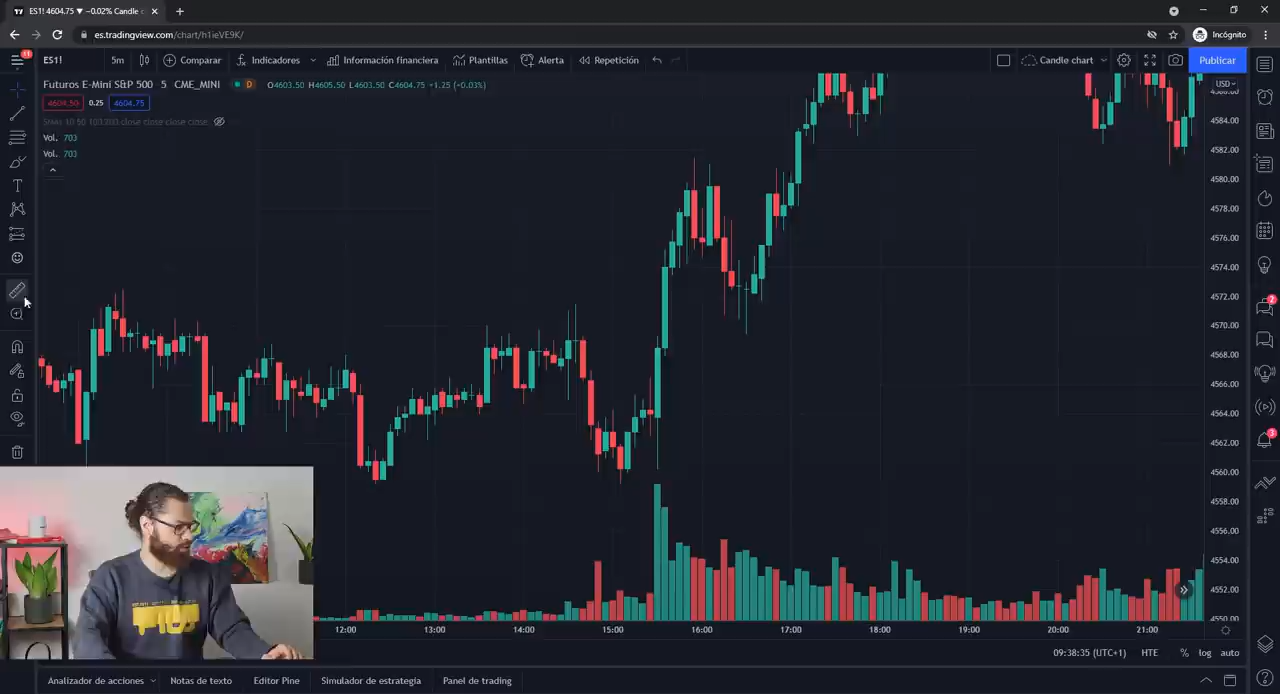 ES1! 4604.75 ▼ −0.02% Candle c
es.tradingview.com/chart/h1ieVE9K/
Incógnito
11
ES1!
5m
Comparar
Indicadores
Información financiera
Plantillas
Alerta
Repetición
Candle chart
Publicar
Futuros E-Mini S&P 500 5 CME_MINI
D
O4603.50 H4605.50 L4603.50 C4604.75 −1.25 (−0.03%)
USD
4604.50
0.25
4604.75
Vol. 703
Vol. 703
4586.00
4584.00
4582.00
4580.00
4578.00
4576.00
4574.00
4572.00
4570.00
4568.00
4566.00
4564.00
4562.00
4560.00
4558.00
4556.00
4554.00
4552.00
4550.00
2
3
12:00
13:00
14:00
15:00
16:00
17:00
18:00
19:00
20:00
21:00
09:38:35 (UTC+1)
HTE
%
log
auto
Analizador de acciones
Notas de texto
Editor Pine
Simulador de estrategia
Panel de trading